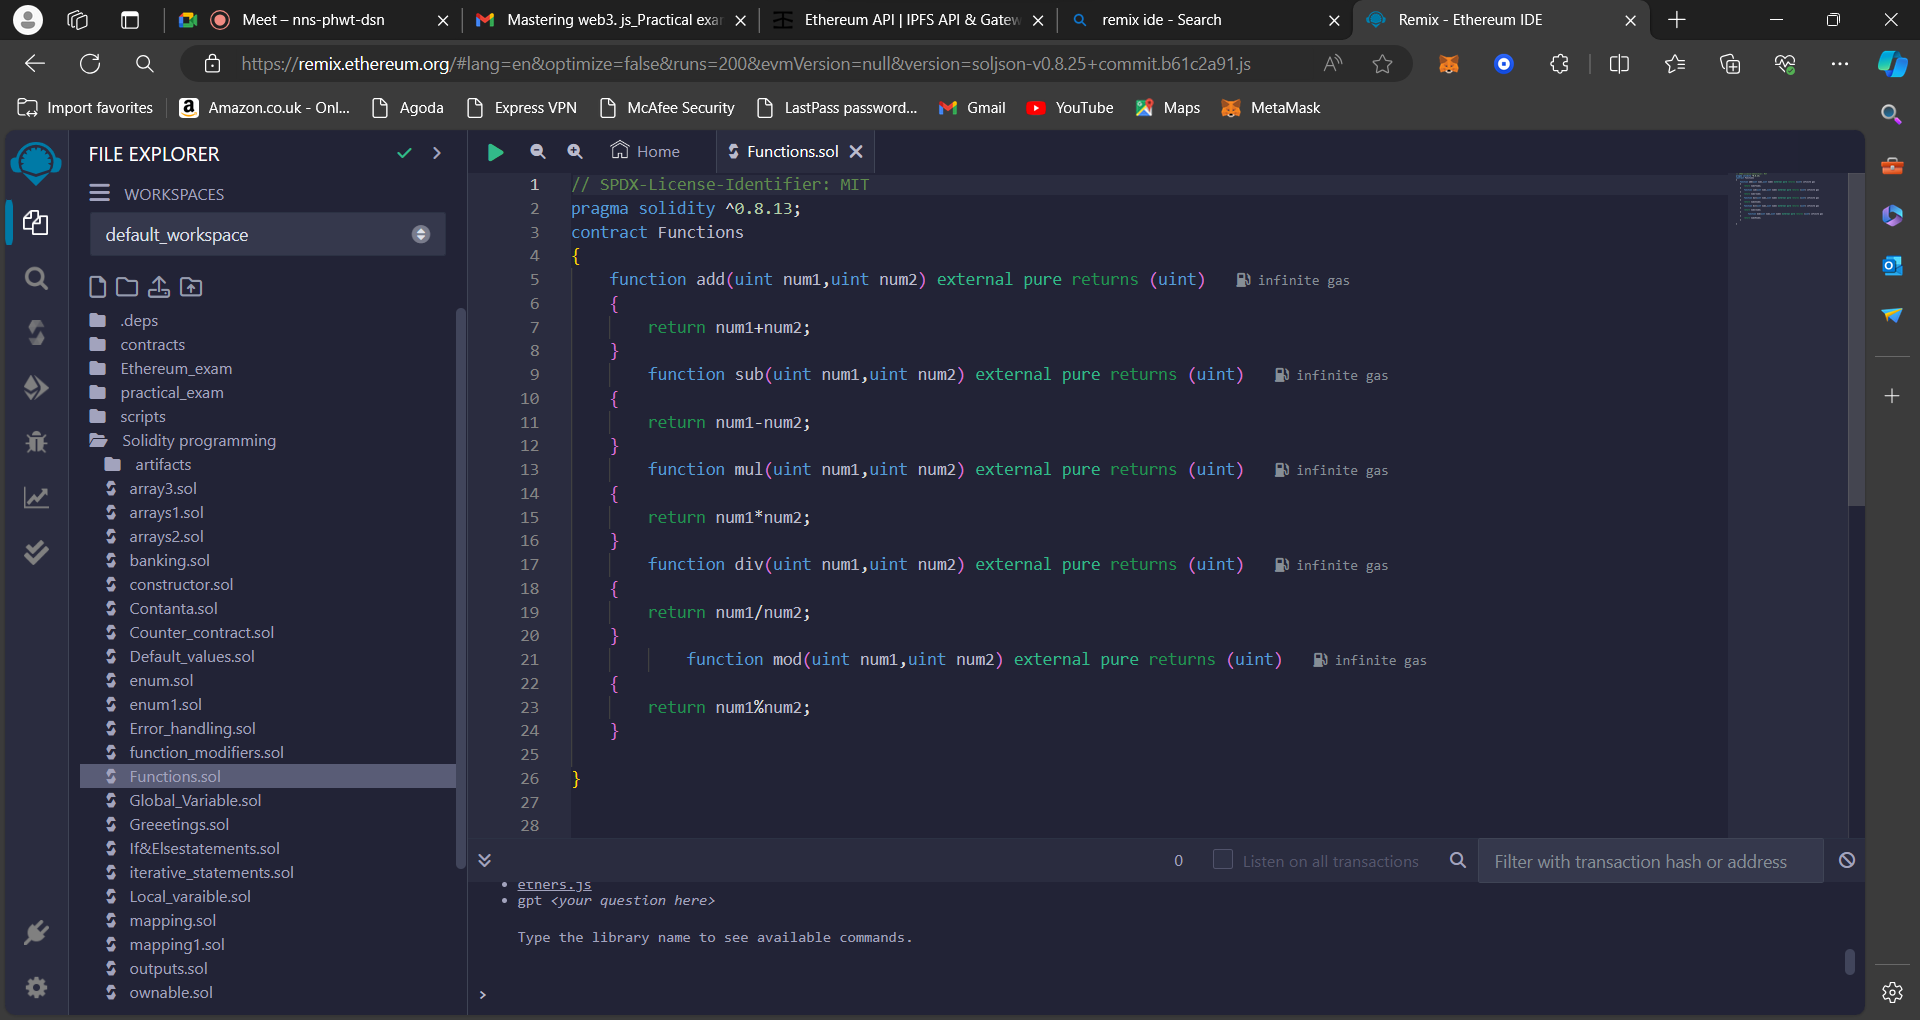 Meet – nns-phwt-dsn
Mastering web3. js_Practical exa
Ethereum API | IPFS API & Gatew
remix ide - Search
Remix - Ethereum IDE
https://remix.ethereum.org/#lang=en&optimize=false&runs=200&evmVersion=null&version=soljson-v0.8.25+commit.b61c2a91.js
Import favorites
Amazon.co.uk - Onl...
Agoda
Express VPN
McAfee Security
LastPass password...
Gmail
YouTube
Maps
MetaMask
FILE EXPLORER
WORKSPACES
default_workspace
.deps
contracts
Ethereum_exam
practical_exam
scripts
Solidity programming
artifacts
array3.sol
arrays1.sol
arrays2.sol
banking.sol
constructor.sol
Contanta.sol
Counter_contract.sol
Default_values.sol
enum.sol
enum1.sol
Error_handling.sol
function_modifiers.sol
Functions.sol
Global_Variable.sol
Greeetings.sol
If&Elsestatements.sol
iterative_statements.sol
Local_varaible.sol
mapping.sol
mapping1.sol
outputs.sol
ownable.sol
Home
Functions.sol
1 // SPDX-License-Identifier: MIT
2 pragma solidity ^0.8.13;
3 contract Functions
4 {
5 function add(uint num1,uint num2) external pure returns (uint) infinite gas
6 {
7 return num1+num2;
8 }
9 function sub(uint num1,uint num2) external pure returns (uint) infinite gas
10 {
11 return num1-num2;
12 }
13 function mul(uint num1,uint num2) external pure returns (uint) infinite gas
14 {
15 return num1*num2;
16 }
17 function div(uint num1,uint num2) external pure returns (uint) infinite gas
18 {
19 return num1/num2;
20 }
21 function mod(uint num1,uint num2) external pure returns (uint) infinite gas
22 {
23 return num1%num2;
24 }
25
26 }
27
28
0 Listen on all transactions Filter with transaction hash or address
• ethers.js
• gpt <your question here>
Type the library name to see available commands.
>